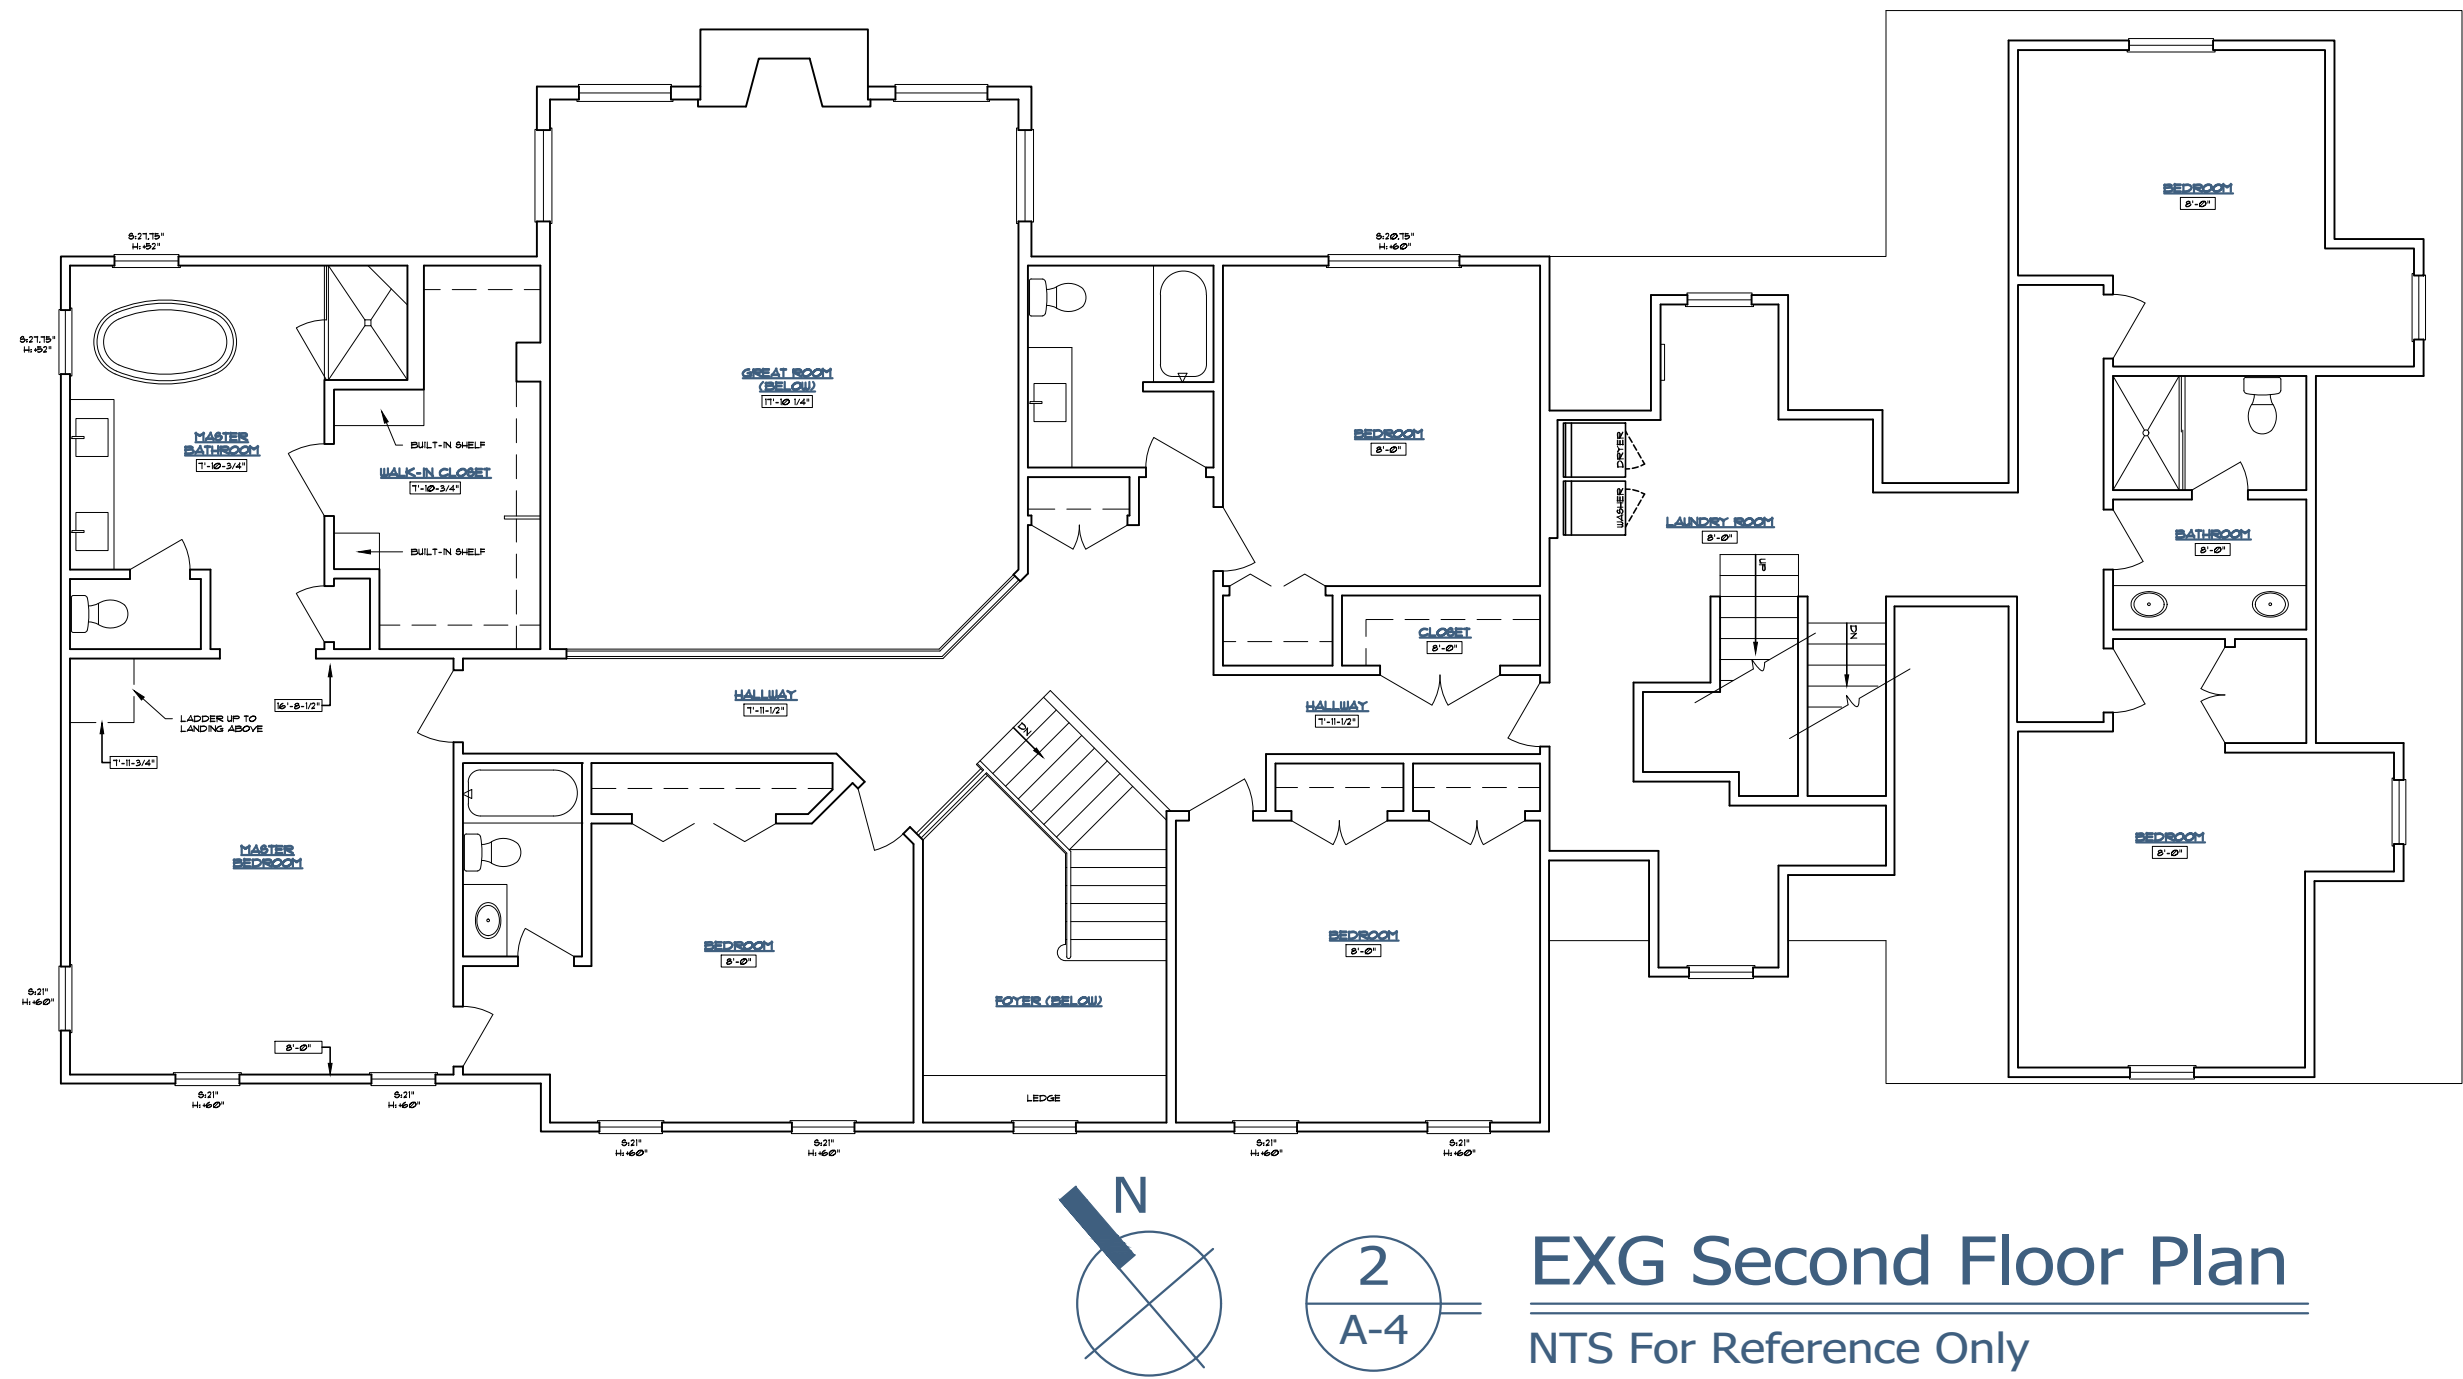 BEDROOM
8'-0"
S:27.75"
H:+52"
S:20.75"
H:+60"
S:27.75"
H:+52"
GREAT ROOM
(BELOW)
17'-10 1/4"
MASTER
BATHROOM
7'-10-3/4"
BUILT-IN SHELF
WALK-IN CLOSET
7'-10-3/4"
BEDROOM
8'-0"
DRYER
WASHER
LAUNDRY ROOM
8'-0"
BATHROOM
8'-0"
BUILT-IN SHELF
UP
DN
CLOSET
8'-0"
HALLWAY
7'-11-1/2"
HALLWAY
7'-11-1/2"
16'-8-1/2"
LADDER UP TO
LANDING ABOVE
7'-11-3/4"
DN
MASTER
BEDROOM
BEDROOM
8'-0"
BEDROOM
8'-0"
BEDROOM
8'-0"
FOYER (BELOW)
S:21"
H:+60"
8'-0"
LEDGE
S:21"
H:+60"
S:21"
H:+60"
S:21"
H:+60"
S:21"
H:+60"
S:21"
H:+60"
S:21"
H:+60"
N
2
A-4
EXG Second Floor Plan
NTS For Reference Only